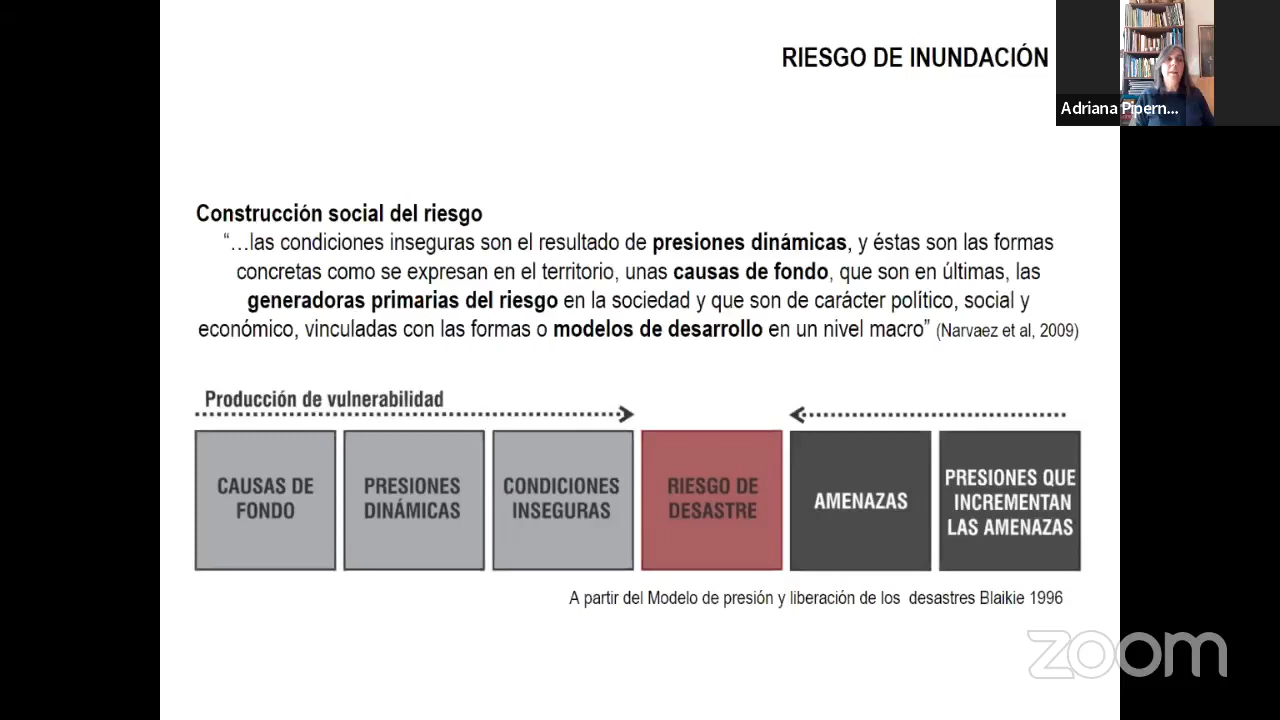 RIESGO DE INUNDACIÓN
Adriana Pipern...
Construcción social del riesgo
“…las condiciones inseguras son el resultado de presiones dinámicas, y éstas son las formas
concretas como se expresan en el territorio, unas causas de fondo, que son en últimas, las
generadoras primarias del riesgo en la sociedad y que son de carácter político, social y
económico, vinculadas con las formas o modelos de desarrollo en un nivel macro” (Narvaez et al, 2009)
Producción de vulnerabilidad
CAUSAS DE
FONDO
PRESIONES
DINÁMICAS
CONDICIONES
INSEGURAS
RIESGO DE
DESASTRE
AMENAZAS
PRESIONES QUE
INCREMENTAN
LAS AMENAZAS
A partir del Modelo de presión y liberación de los desastres Blaikie 1996
zoom